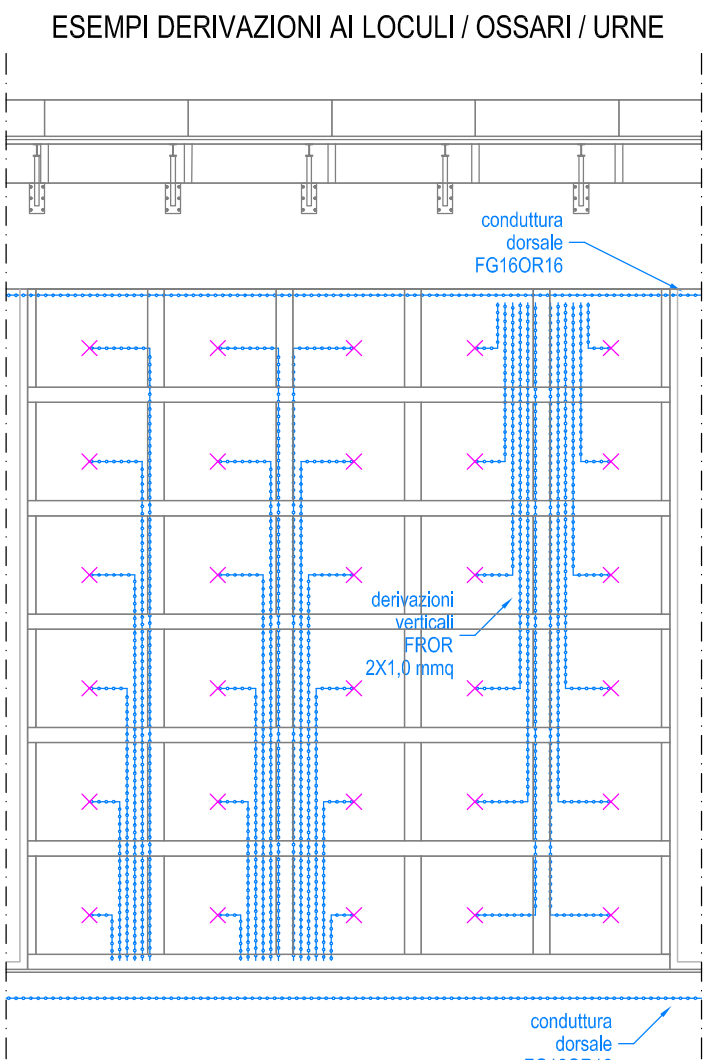 ESEMPI DERIVAZIONI AI LOCULI / OSSARI / URNE
conduttura
dorsale
FG16OR16
derivazioni
verticali
FROR
2X1,0 mmq
conduttura
dorsale